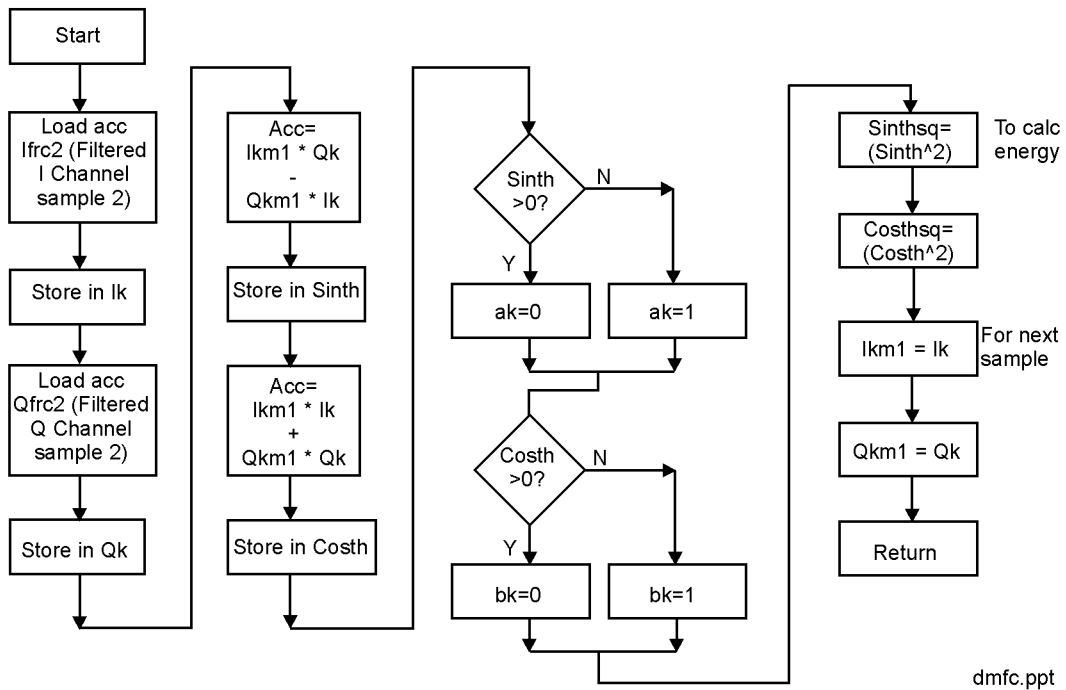 Start
Load acc
Ifrc2 (Filtered
I Channel
sample 2)
Store in Ik
Load acc
Qfrc2 (Filtered
Q Channel
sample 2)
Store in Qk
Acc=
Ikm1 * Qk
-
Qkm1 * Ik
Store in Sinth
Acc=
Ikm1 * Ik
+
Qkm1 * Qk
Store in Costh
Sinth
>0?
N
Y
ak=0
ak=1
Costh
>0?
N
Y
bk=0
bk=1
Sinthsq=
(Sinth^2)
To calc
energy
Costhsq=
(Costh^2)
Ikm1 = Ik
For next
sample
Qkm1 = Qk
Return
dmfc.ppt